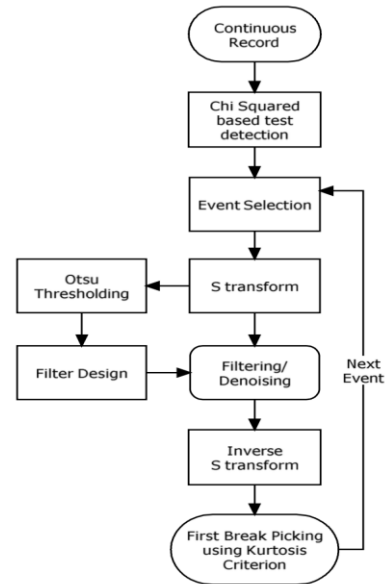 Continuous
Record
Chi Squared
based test
detection
Event Selection
Otsu
Thresholding
S transform
Filter Design
Filtering/
Denoising
Next
Event
Inverse
S transform
First Break Picking
using Kurtosis
Criterion